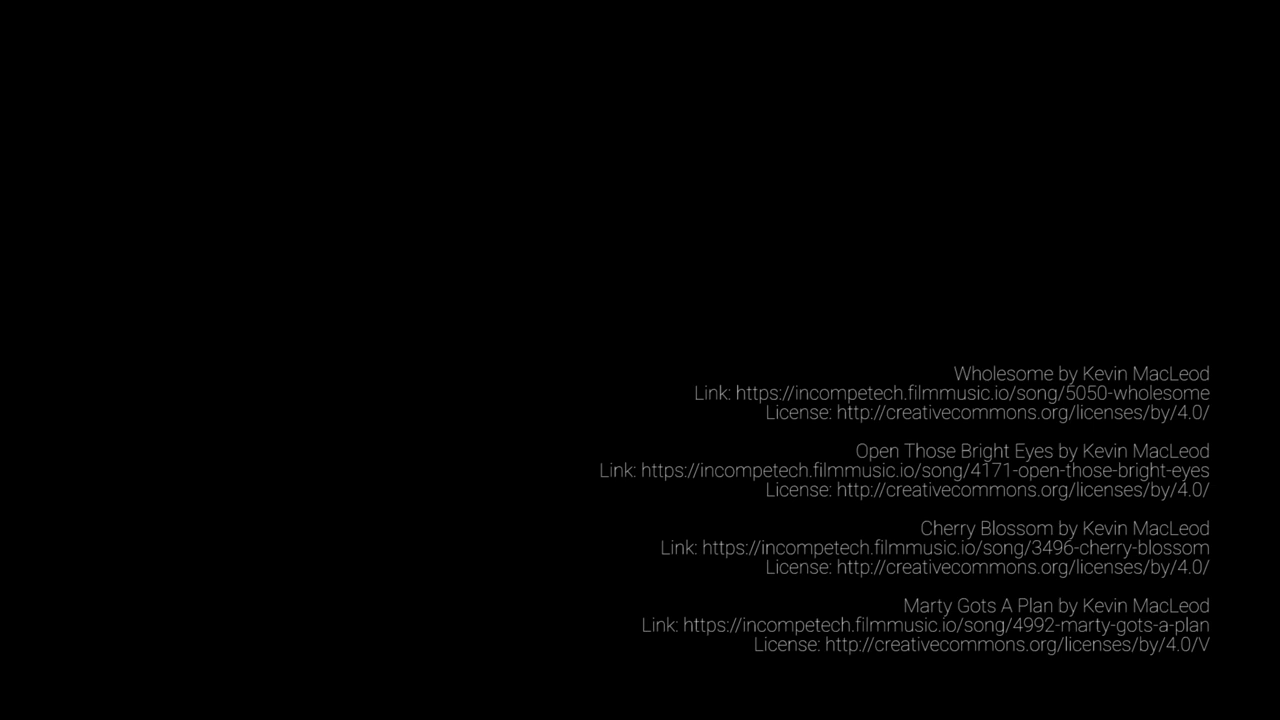 Wholesome by Kevin MacLeod
Link: https://incompetech.filmmusic.io/song/5050-wholesome
License: http://creativecommons.org/licenses/by/4.0/
Open Those Bright Eyes by Kevin MacLeod
Link: https://incompetech.filmmusic.io/song/4171-open-those-bright-eyes
License: http://creativecommons.org/licenses/by/4.0/
Cherry Blossom by Kevin MacLeod
Link: https://incompetech.filmmusic.io/song/3496-cherry-blossom
License: http://creativecommons.org/licenses/by/4.0/
Marty Gots A Plan by Kevin MacLeod
Link: https://incompetech.filmmusic.io/song/4992-marty-gots-a-plan
License: http://creativecommons.org/licenses/by/4.0/V